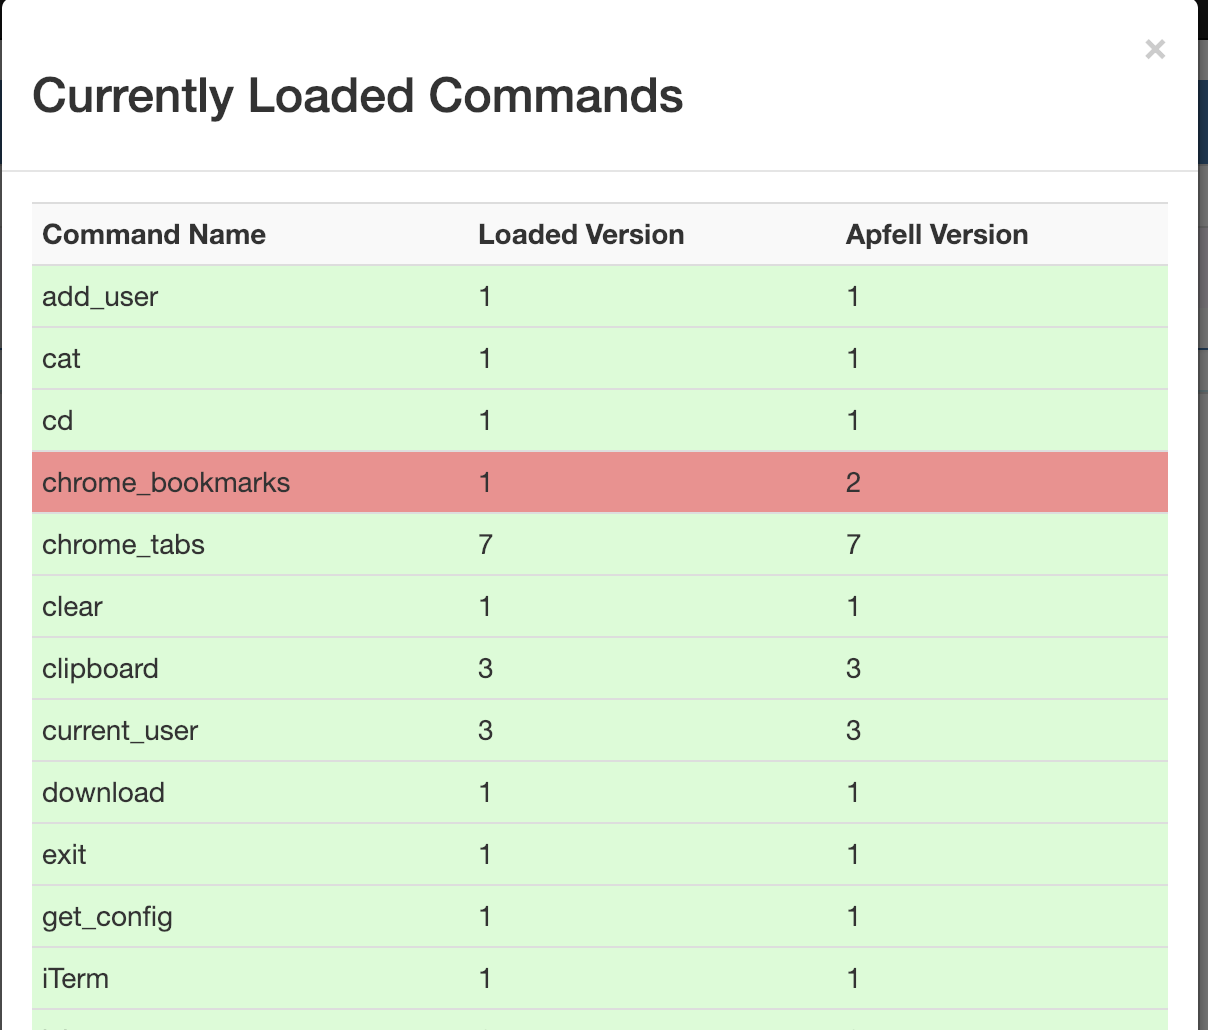 ×
Currently Loaded Commands
Command Name Loaded Version Apfell Version
add_user 1 1
cat 1 1
cd 1 1
chrome_bookmarks 1 2
chrome_tabs 7 7
clear 1 1
clipboard 3 3
current_user 3 3
download 1 1
exit 1 1
get_config 1 1
iTerm 1 1